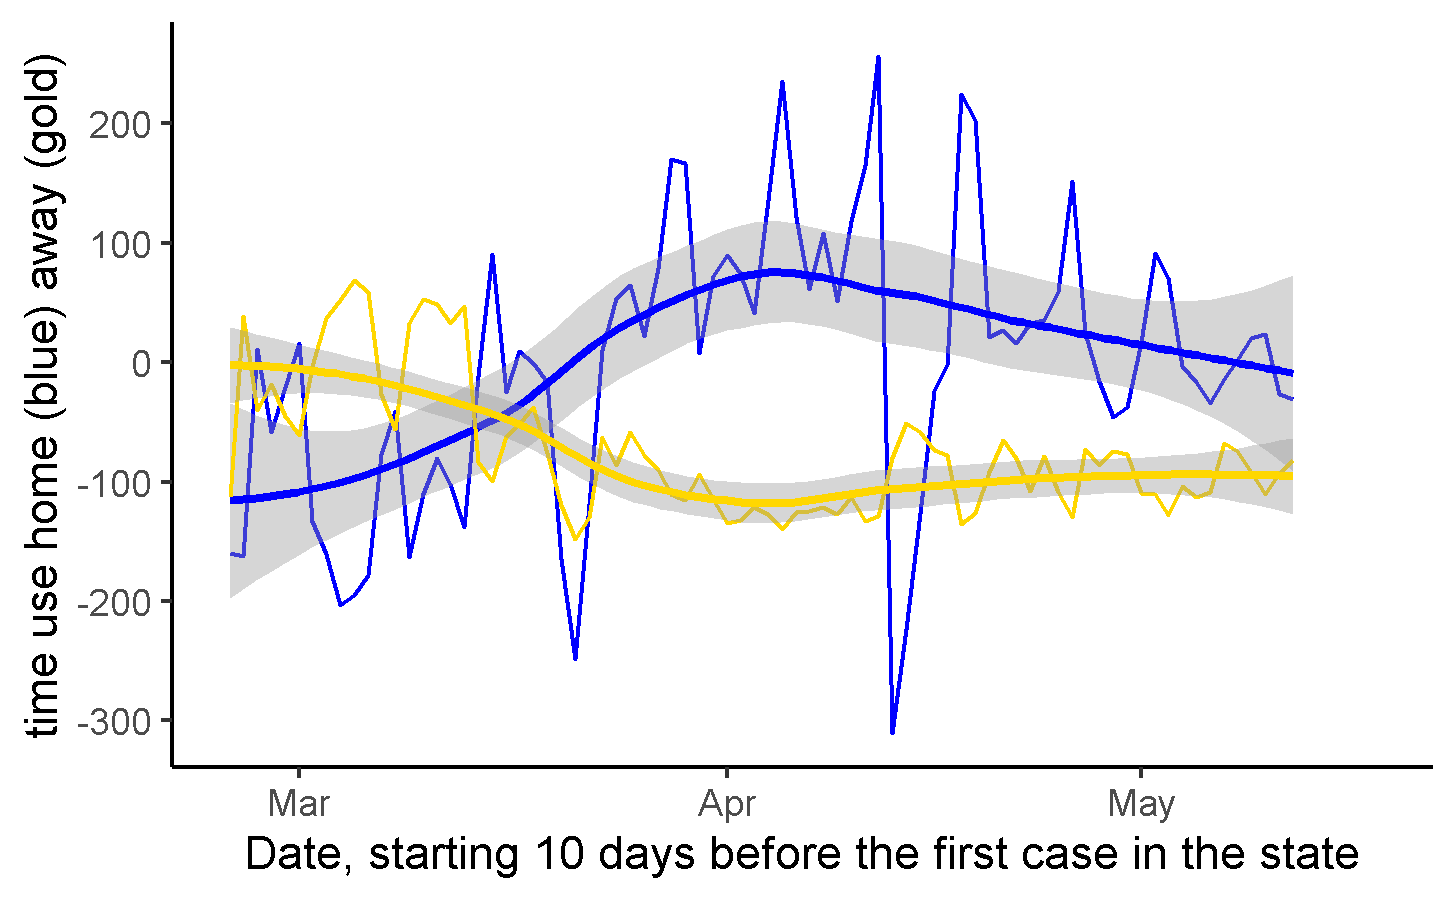 time use home (blue) away (gold)
200
100
0
-100
-200
-300
Mar Apr May
Date, starting 10 days before the first case in the state